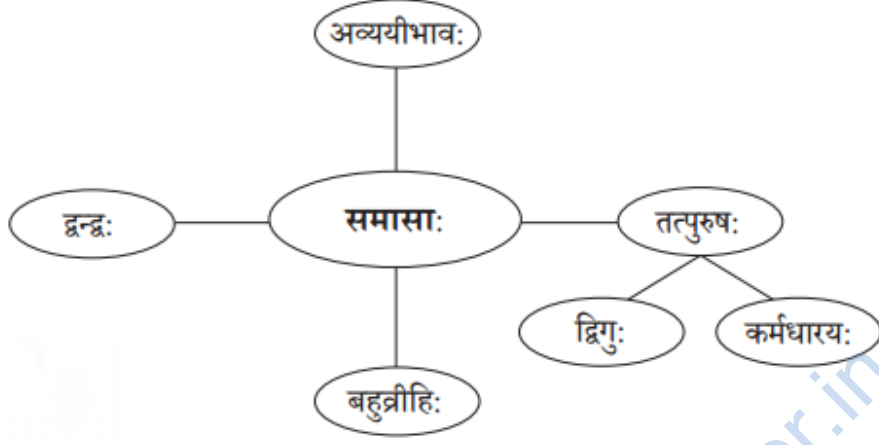 अव्ययीभाव:
द्वन्द्व:
समासा:
तत्पुरुष:
द्विगु:
कर्मधारय:
बहुव्रीहि: